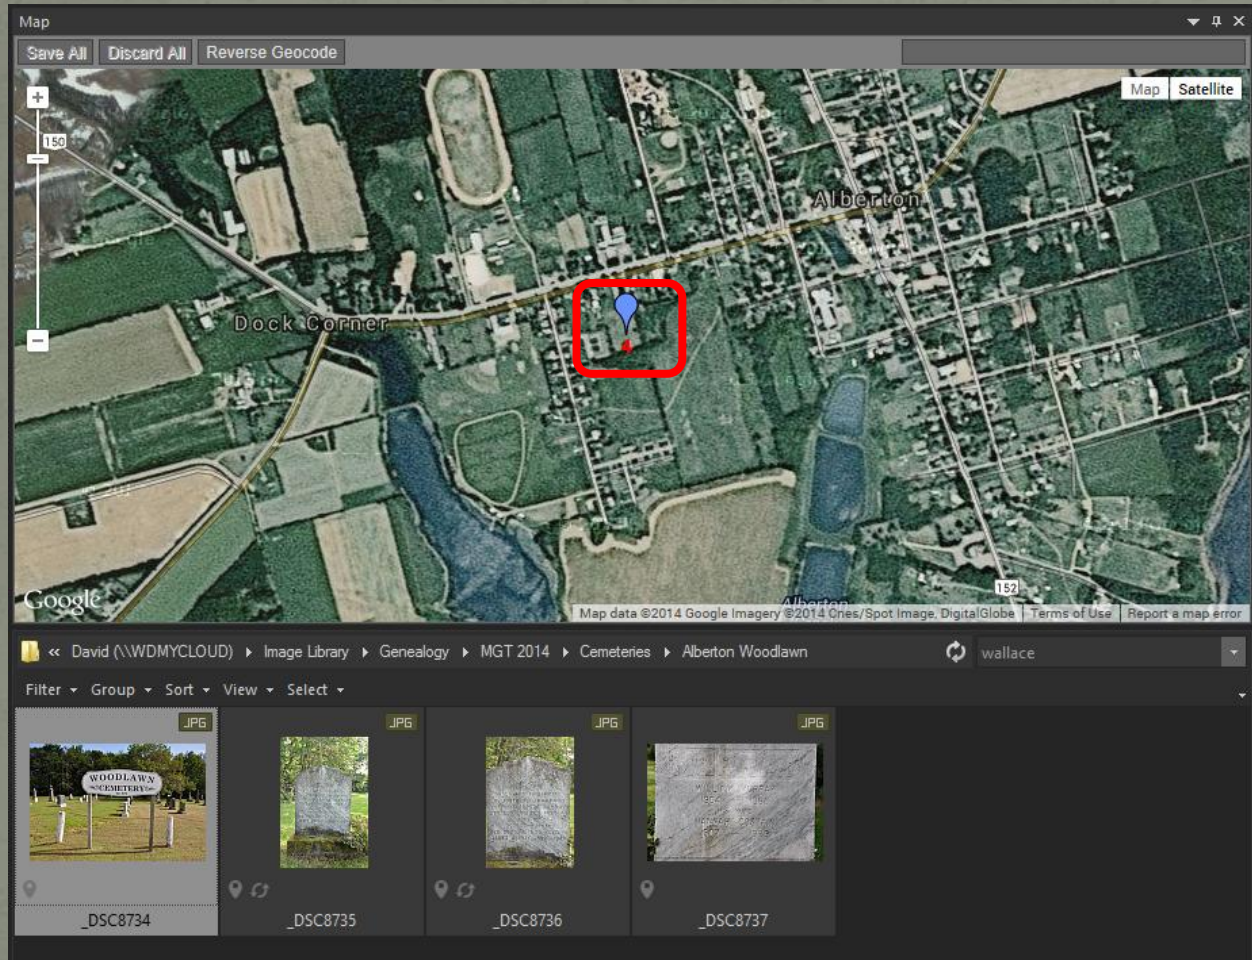 Map
Save All Discard All Reverse Geocode
Map Satellite
150
Alberton
Dock Corner
4
152
Alberton
Google
Map data ©2014 Google Imagery ©2014 Cnes/Spot Image, DigitalGlobe Terms of Use Report a map error
« David (\\WDMYCLOUD) Image Library Genealogy MGT 2014 Cemeteries Alberton Woodlawn wallace
Filter Group Sort View Select
JPG JPG JPG JPG
WOODLAWN
CEMETERY
_DSC8734 _DSC8735 _DSC8736 _DSC8737